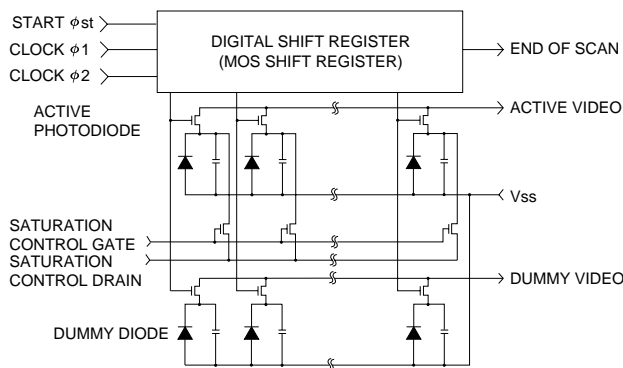 START ϕst
CLOCK ϕ1
CLOCK ϕ2
DIGITAL SHIFT REGISTER
(MOS SHIFT REGISTER)
END OF SCAN
ACTIVE
PHOTODIODE
ACTIVE VIDEO
Vss
SATURATION
CONTROL GATE
SATURATION
CONTROL DRAIN
DUMMY VIDEO
DUMMY DIODE